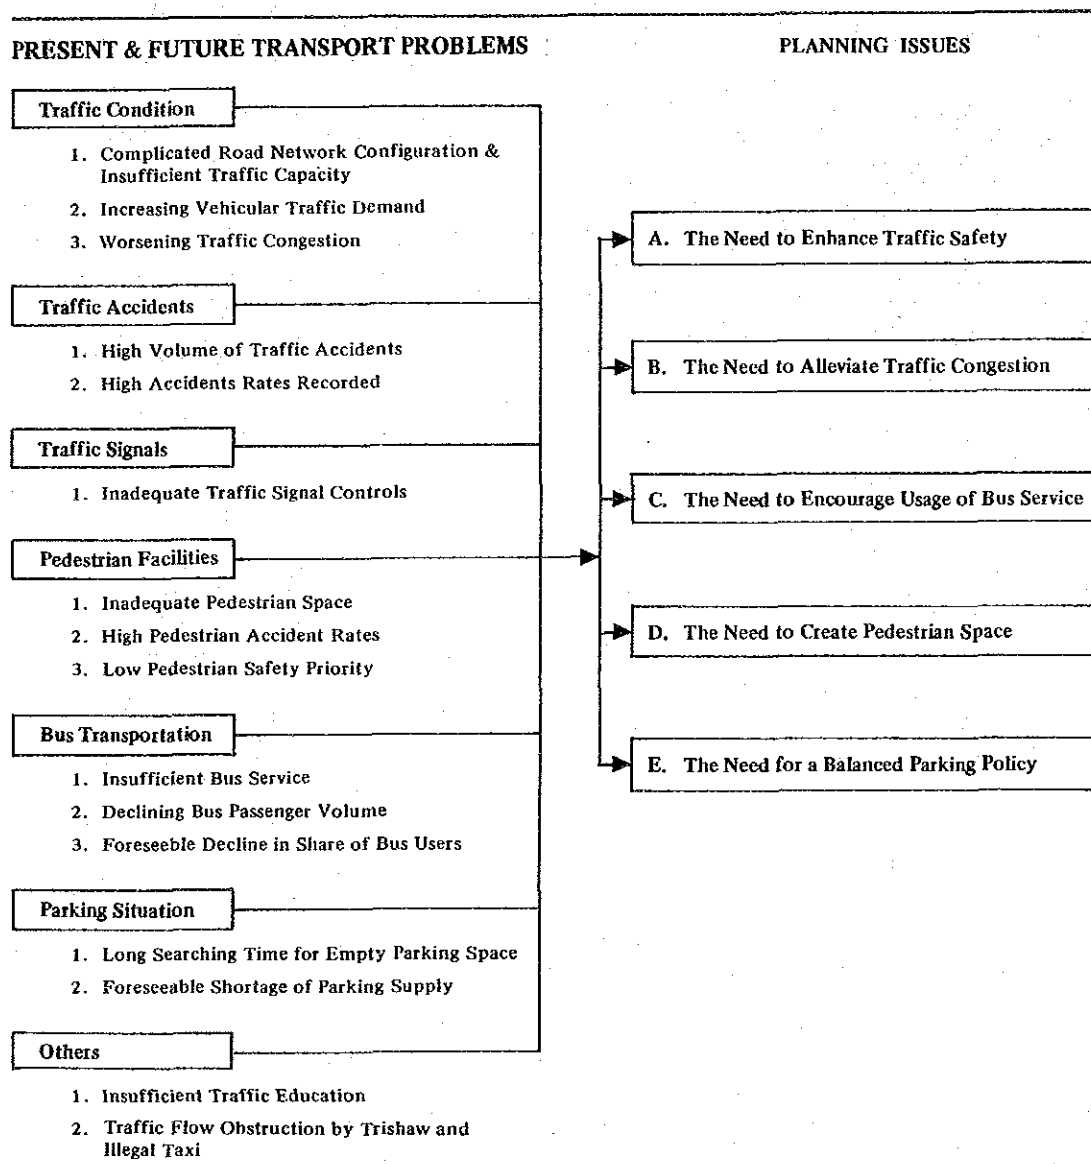 PRESENT & FUTURE TRANSPORT PROBLEMS
Traffic Condition
1. Complicated Road Network Configuration &
Insufficient Traffic Capacity
2. Increasing Vehicular Traffic Demand
3. Worsening Traffic Congestion
Traffic Accidents
1. High Volume of Traffic Accidents
2. High Accidents Rates Recorded
Traffic Signals
1. Inadequate Traffic Signal Controls
Pedestrian Facilities
1. Inadequate Pedestrian Space
2. High Pedestrian Accident Rates
3. Low Pedestrian Safety Priority
Bus Transportation
1. Insufficient Bus Service
2. Declining Bus Passenger Volume
3. Foreseeble Decline in Share of Bus Users
Parking Situation
1. Long Searching Time for Empty Parking Space
2. Foreseeable Shortage of Parking Supply
Others
1. Insufficient Traffic Education
2. Traffic Flow Obstruction by Trishaw and
Illegal Taxi
PLANNING ISSUES
A. The Need to Enhance Traffic Safety
B. The Need to Alleviate Traffic Congestion
C. The Need to Encourage Usage of Bus Service
D. The Need to Create Pedestrian Space
E. The Need for a Balanced Parking Policy